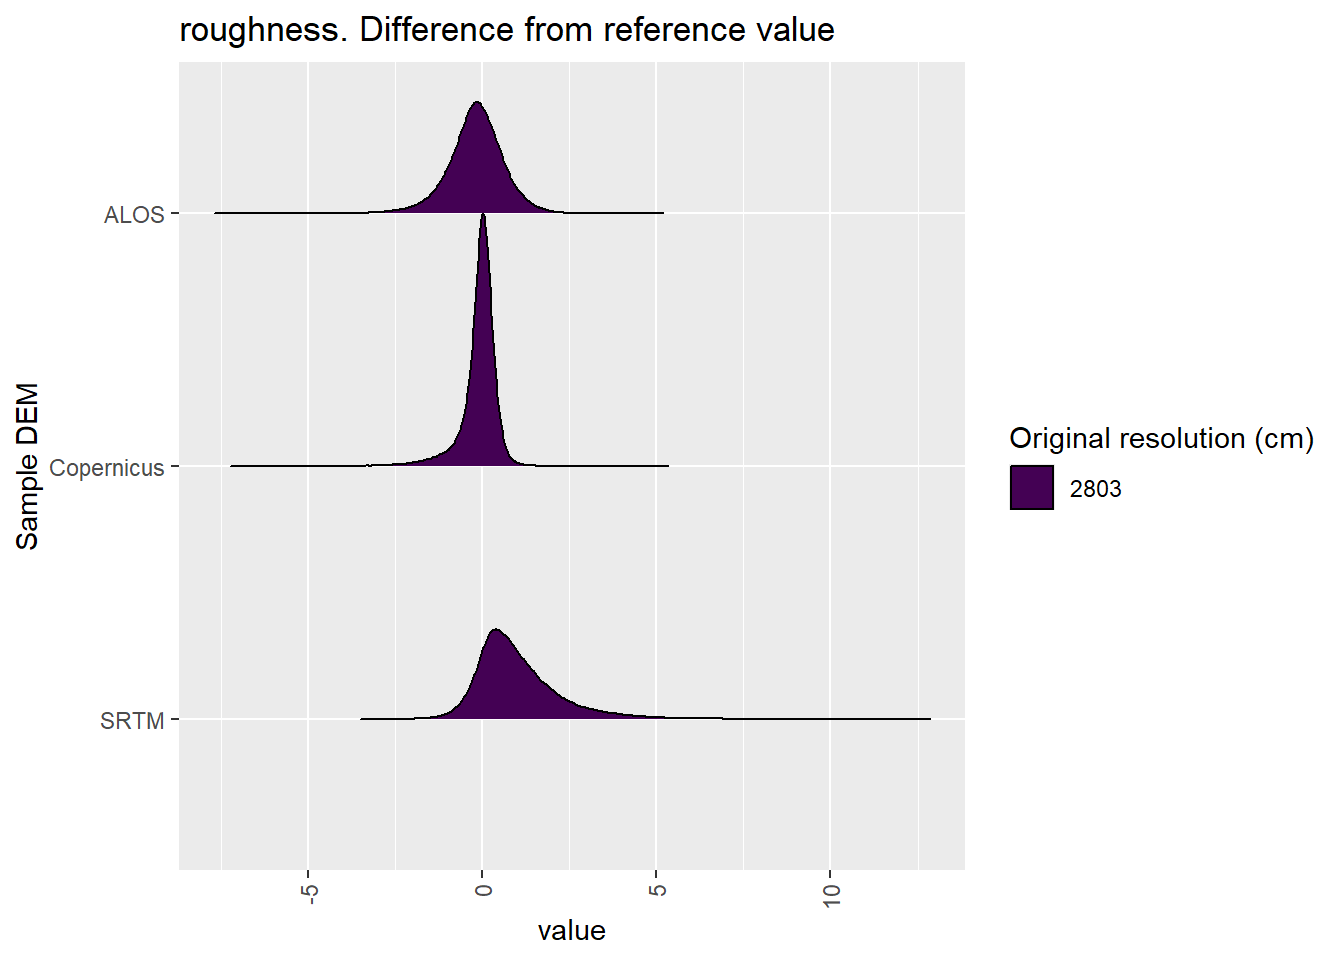 roughness. Difference from reference value
Sample DEM
ALOS
Copernicus
SRTM
-5
0
5
10
value
Original resolution (cm)
2803